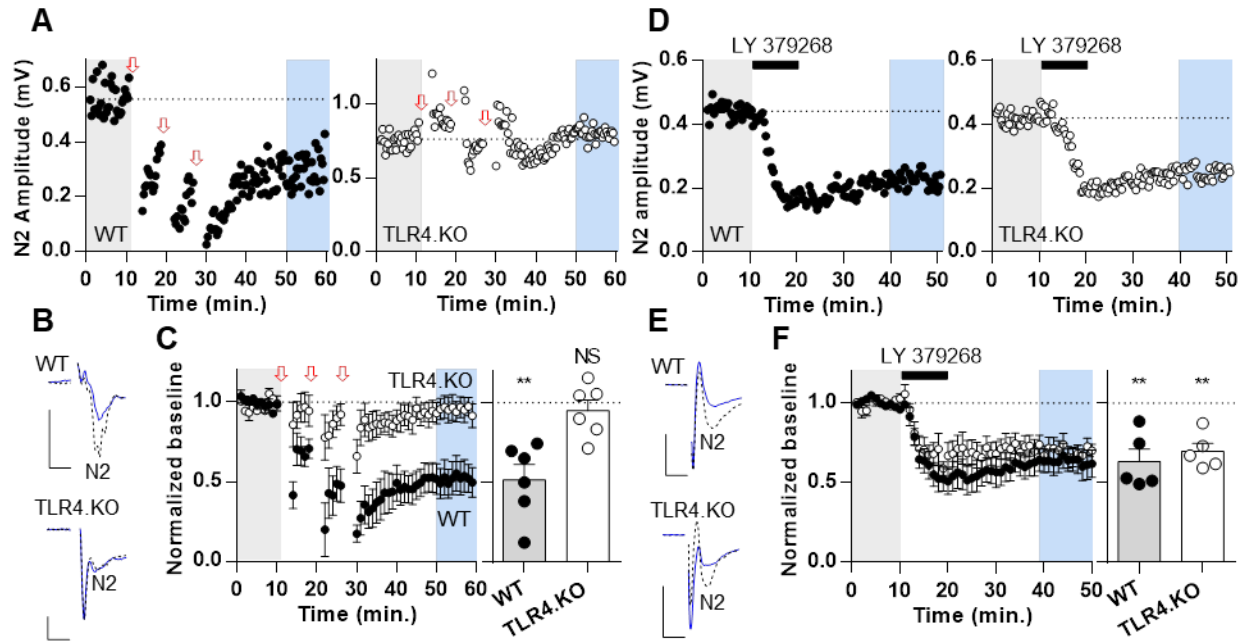 A
N2 Amplitude (mV)
0.6
0.4
0.2
0.0
WT
0 10 20 30 40 50 60
Time (min.)
1.0
0.5
0.0
TLR4.KO
0 10 20 30 40 50 60
Time (min.)
D
LY 379268
N2 amplitude (mV)
0.6
0.4
0.2
0.0
WT
0 10 20 30 40 50
Time (min.)
LY 379268
0.6
0.4
0.2
0.0
TLR4.KO
0 10 20 30 40 50
Time (min.)
B
WT
N2
TLR4.KO
N2
C
Normalized baseline
1.0
0.5
0.0
TLR4.KO
WT
0 10 20 30 40 50 60
Time (min.)
**
NS
WT
TLR4.KO
E
WT
N2
TLR4.KO
N2
F
LY 379268
Normalized baseline
1.0
0.5
0.0
0 10 20 30 40 50
Time (min.)
**
**
WT
TLR4.KO